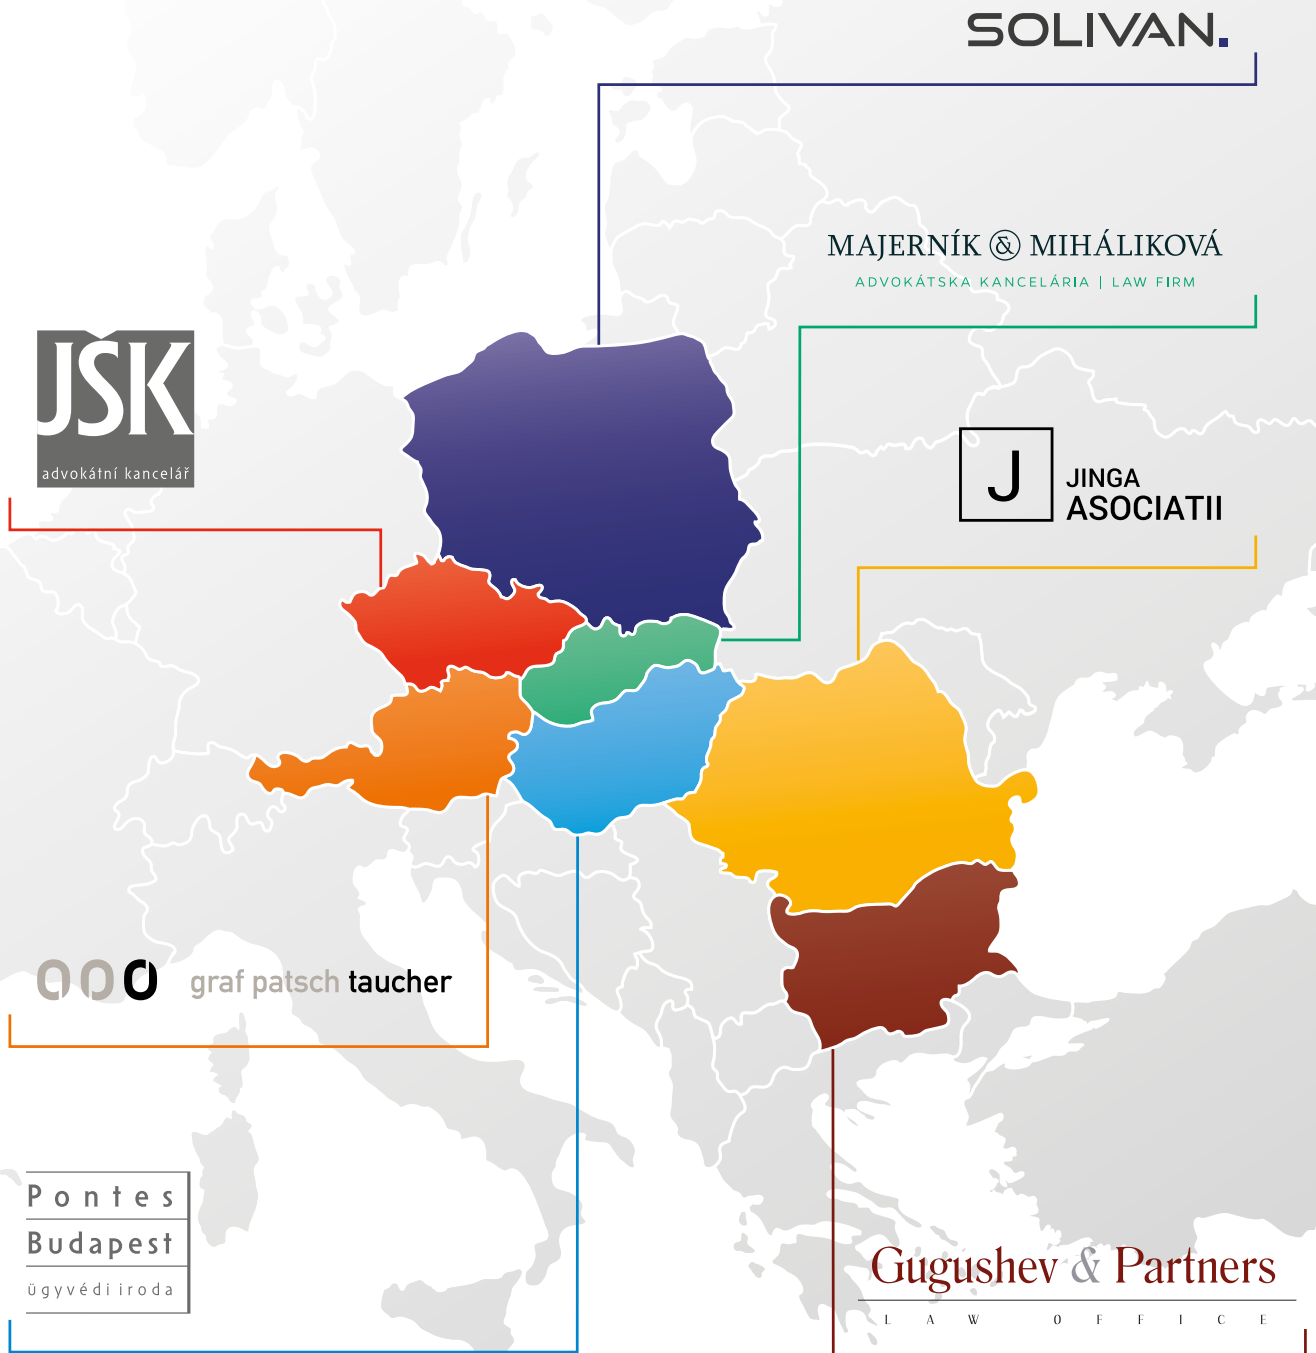 SOLIVAN.
MAJERNÍK & MIHÁLIKOVÁ
ADVOKÁTSKA KANCELÁRIA | LAW FIRM
JŠK
advokátní kancelář
J
JINGA
ASOCIATII
graf patsch taucher
Pontes
Budapest
ügyvédi iroda
Gugushev & Partners
LAW OFFICE